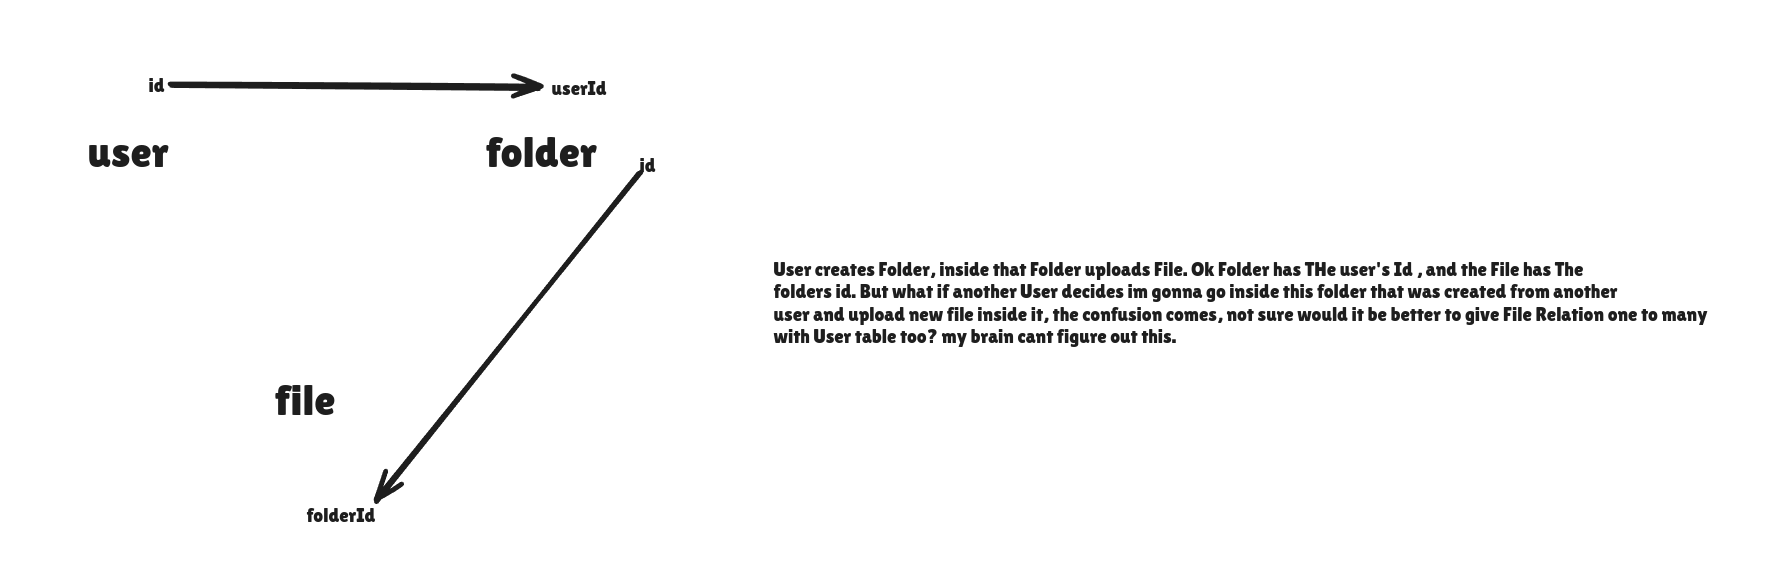 id
userId
user
folder
id
User creates Folder, inside that Folder uploads File. Ok Folder has THe user's Id , and the File has The
folders id. But what if another User decides im gonna go inside this folder that was created from another
user and upload new file inside it, the confusion comes, not sure would it be better to give File Relation one to many
with User table too? my brain cant figure out this.
file
folderId